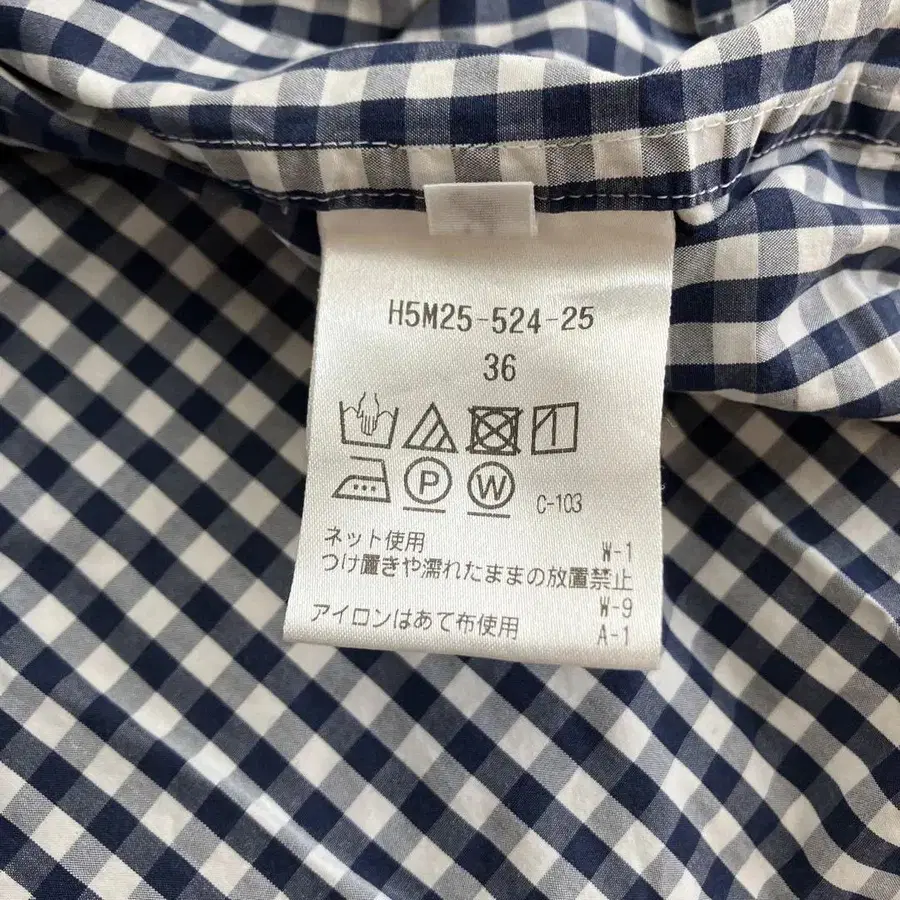 H5M25-524-25
36
P W C-103
ネット使用 W-1
つけ置きや濡れたままの放置禁止
W-9
アイロンはあて布使用 A-1